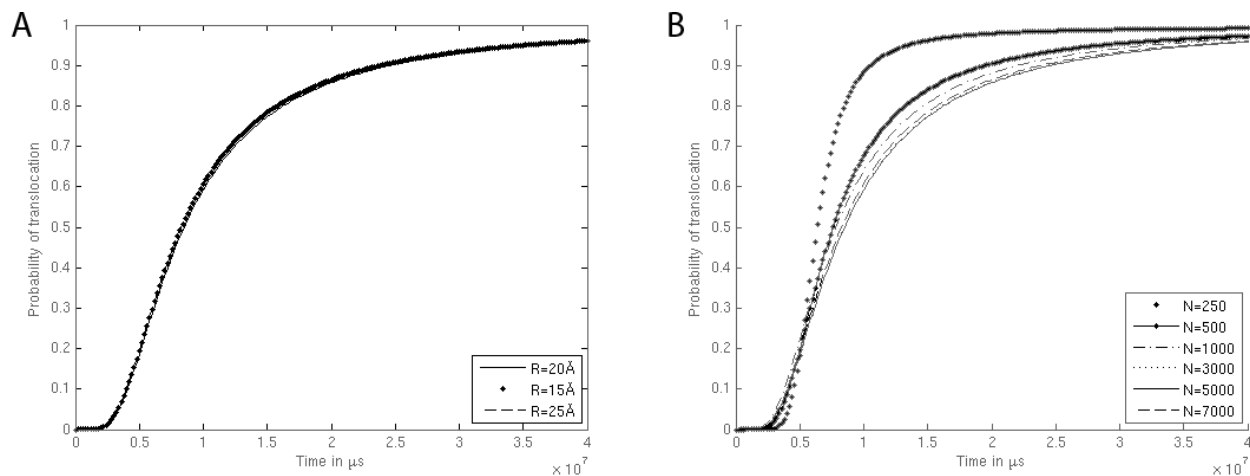 A
1
0.9
0.8
0.7
0.6
0.5
0.4
0.3
0.2
0.1
0
Probability of translocation
0 0.5 1 1.5 2 2.5 3 3.5 4
Time in μs
× 10^7
R=20Å
R=15Å
R=25Å
B
1
0.9
0.8
0.7
0.6
0.5
0.4
0.3
0.2
0.1
0
Probability of translocation
0 0.5 1 1.5 2 2.5 3 3.5 4
Time in μs
× 10^7
N=250
N=500
N=1000
N=3000
N=5000
N=7000